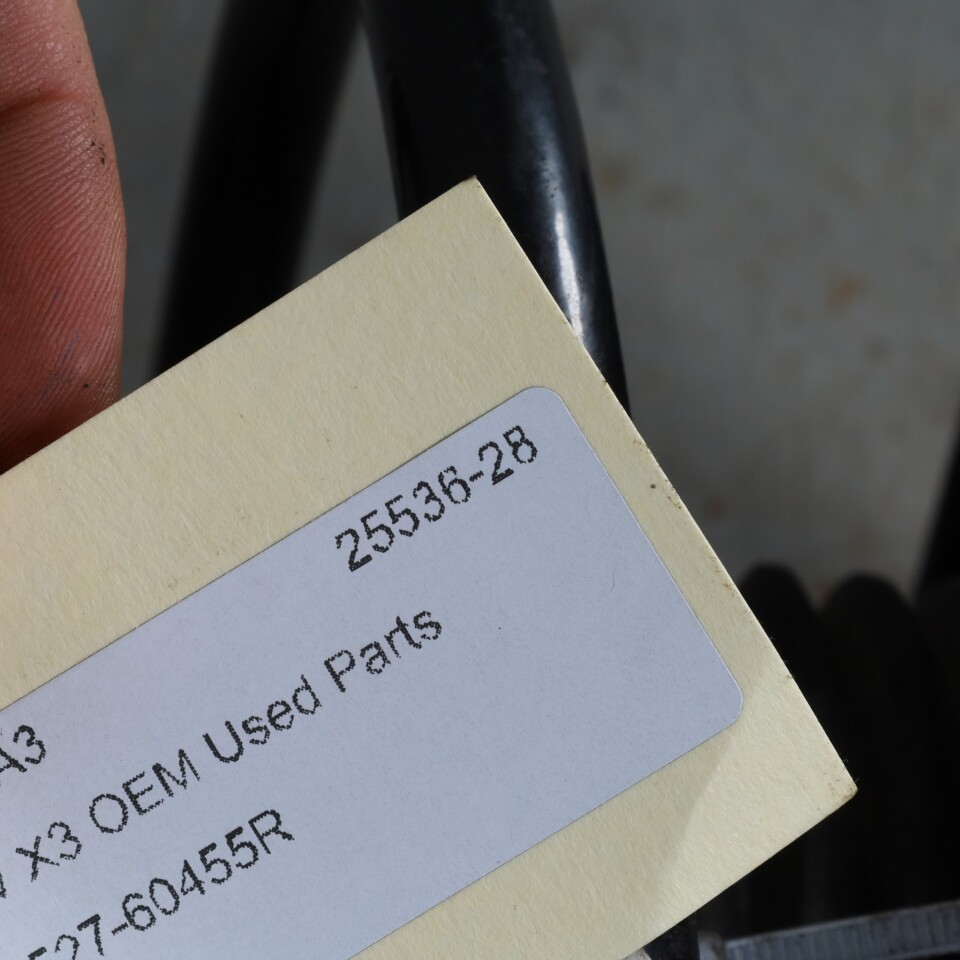 25536-28
A3
X3 OEM Used Parts
527-60455R